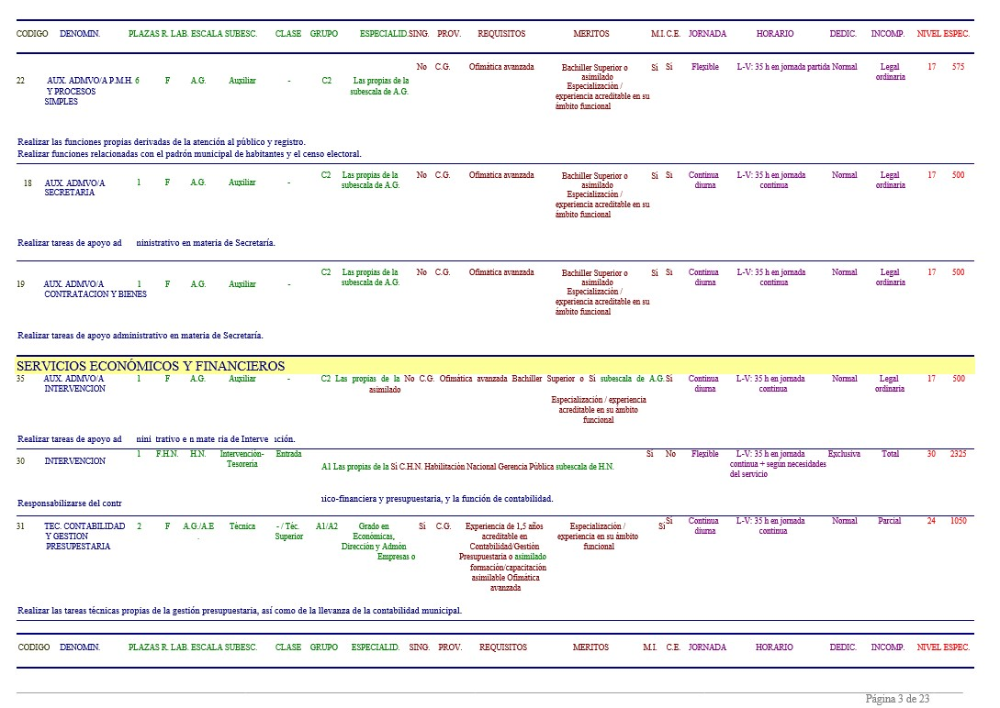 CODIGO DENOMIN. PLAZAS R. LAB. ESCALA SUBESC. CLASE GRUPO ESPECIALID. SING. PROV. REQUISITOS MERITOS M.I. C.E. JORNADA HORARIO DEDIC. INCOMP. NIVEL ESPEC.
No C.G. Ofimática avanzada Bachiller Superior o Si Si Flexible L-V: 35 h en jornada partida Normal Legal 17 575
22 AUX. ADMVO/A P.M.H. 6 F A.G. Auxiliar - C2 Las propias de la asimilado ordinaria
Y PROCESOS subescala de A.G. Especialización /
SIMPLES experiencia acreditable en su
ámbito funcional
Realizar las funciones propias derivadas de la atención al público y registro.
Realizar funciones relacionadas con el padrón municipal de habitantes y el censo electoral.
C2 Las propias de la No C.G. Ofimática avanzada Bachiller Superior o Si Si Continua L-V: 35 h en jornada Normal Legal 17 500
18 AUX. ADMVO/A 1 F A.G. Auxiliar - subescala de A.G. asimilado diurna continua ordinaria
SECRETARIA Especialización /
experiencia acreditable en su
ámbito funcional
Realizar tareas de apoyo ad ninistrativo en materia de Secretaría.
C2 Las propias de la No C.G. Ofimática avanzada Bachiller Superior o Si Si Continua L-V: 35 h en jornada Normal Legal 17 500
19 AUX. ADMVO/A 1 F A.G. Auxiliar - subescala de A.G. asimilado diurna continua ordinaria
CONTRATACION Y BIENES Especialización /
experiencia acreditable en su
ámbito funcional
Realizar tareas de apoyo administrativo en materia de Secretaría.
SERVICIOS ECONÓMICOS Y FINANCIEROS
35 AUX. ADMVO/A 1 F A.G. Auxiliar - C2 Las propias de la No C.G. Ofimática avanzada Bachiller Superior o Si subescala de A.G. Si Continua L-V: 35 h en jornada Normal Legal 17 500
INTERVENCION asimilado diurna continua ordinaria
Especialización / experiencia
acreditable en su ámbito
funcional
Realizar tareas de apoyo ad nini trativo e n mate ria de Interve ıción.
1 F.H.N. H.N. Intervención- Entrada Si No Flexible L-V: 35 h en jornada Exclusiva Total 30 2325
30 INTERVENCION Tesorería A1 Las propias de la Si C.H.N. Habilitación Nacional Gerencia Pública subescala de H.N. continua + según necesidades
del servicio
Responsabilizarse del contr ıico-financiera y presupuestaria, y la función de contabilidad.
31 TEC. CONTABILIDAD 2 F A.G./A.E Técnica - / Téc. A1/A2 Grado en Si C.G. Experiencia de 1,5 años Especialización / Si Si Continua L-V: 35 h en jornada Normal Parcial 24 1050
Y GESTION . Superior Económicas, acreditable en experiencia en su ámbito diurna continua
PRESUPESTARIA Dirección y Admón Contabilidad/Gestión funcional
Empresas o Presupuestaria o asimilado
formación/capacitación
asimilable Ofimática
avanzada
Realizar las tareas técnicas propias de la gestión presupuestaria, así como de la llevanza de la contabilidad municipal.
CODIGO DENOMIN. PLAZAS R. LAB. ESCALA SUBESC. CLASE GRUPO ESPECIALID. SING. PROV. REQUISITOS MERITOS M.I. C.E. JORNADA HORARIO DEDIC. INCOMP. NIVEL ESPEC.
Página 3 de 23